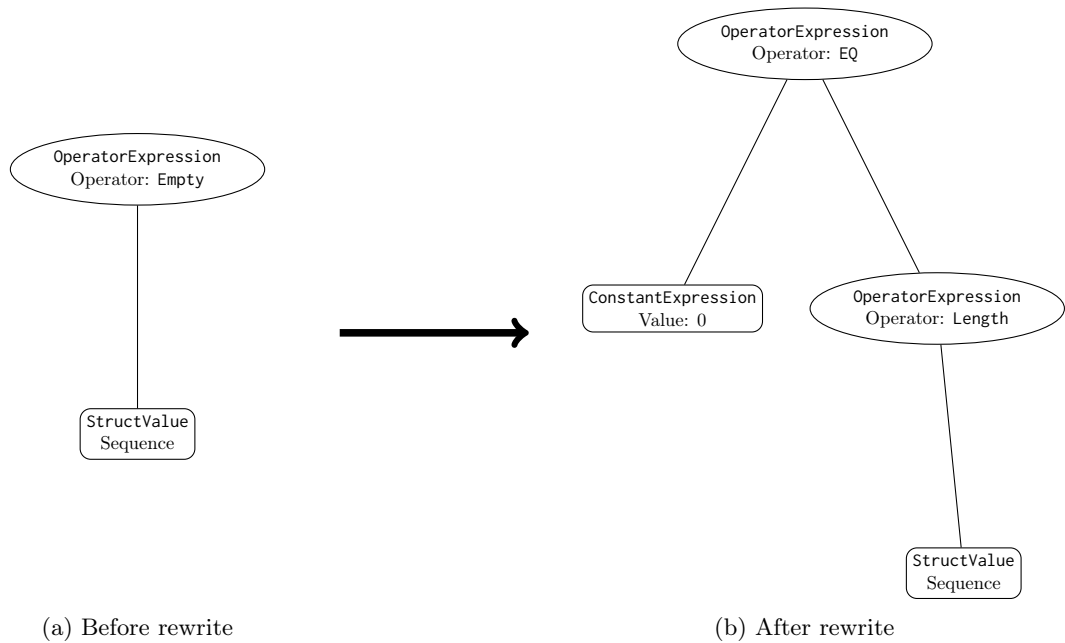 OperatorExpression
Operator: Empty
StructValue
Sequence
(a) Before rewrite
OperatorExpression
Operator: EQ
ConstantExpression
Value: 0
OperatorExpression
Operator: Length
StructValue
Sequence
(b) After rewrite